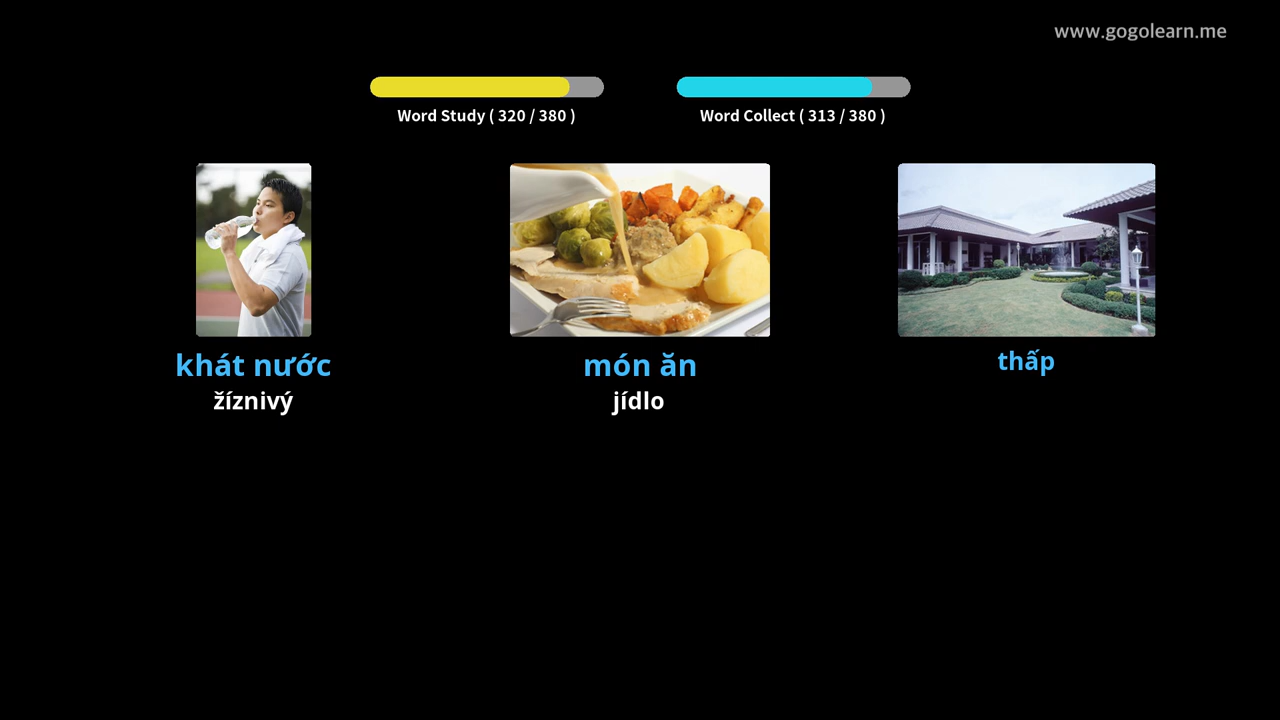 www.gogolearn.me
Word Study ( 320 / 380 )
Word Collect ( 313 / 380 )
khát nước
žíznivý
món ăn
jídlo
thấp